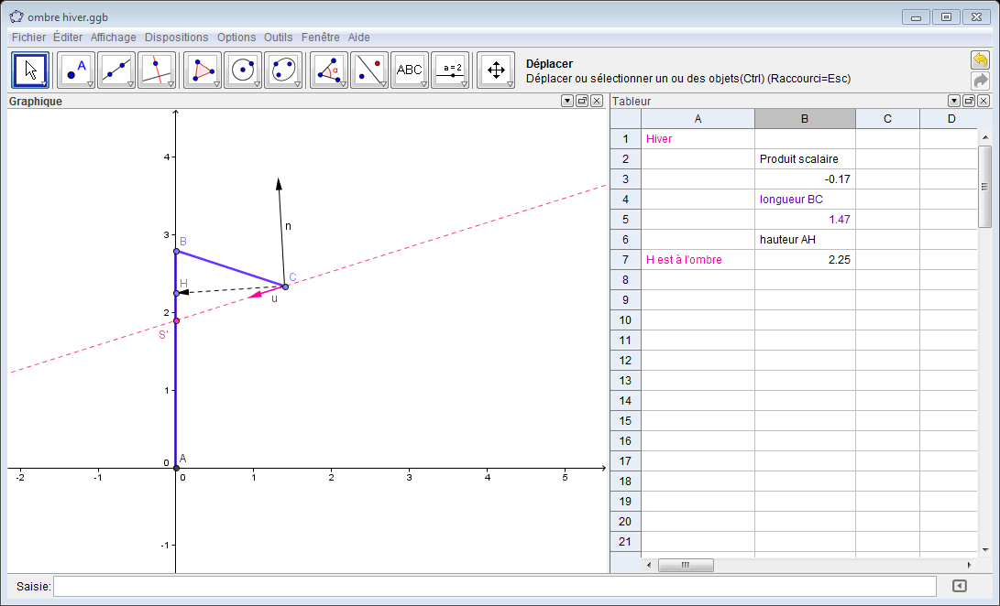 ombre hiver.ggb
Fichier Éditer Affichage Dispositions Options Outils Fenêtre Aide
A α ABC a = 2
Déplacer
Déplacer ou sélectionner un ou des objets(Ctrl) (Raccourci=Esc)
Graphique
Tableur
A B C D
1 Hiver
2 Produit scalaire
3 -0.17
4 longueur BC
5 1.47
6 hauteur AH
7 H est à l'ombre 2.25
8
9
10
11
12
13
14
15
16
17
18
19
20
21
4
n
3
B
C
H
u
2
S'
1
0 A
-2 -1 0 1 2 3 4 5
-1
Saisie: